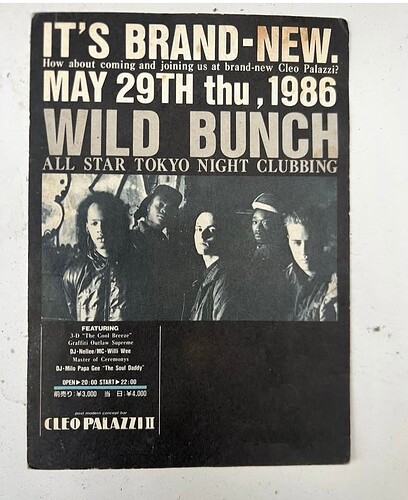 IT'S BRAND-NEW.
How about coming and joining us at brand-new Cleo Palazzi?
MAY 29TH thu, 1986
WILD BUNCH
ALL STAR TOKYO NIGHT CLUBBING
FEATURING
3-D "The Cool Breeze"
Graffiti Outlaw Supreme
DJ-Nellee/MC-Willi Wee
Master of Ceremonys
DJ-Milo Papa Gee "The Soul Daddy"
OPEN▶20:00 START▶22:00
前売り:¥3,000 当 日:¥4,000
post modern concept bar
CLEO PALAZZI II